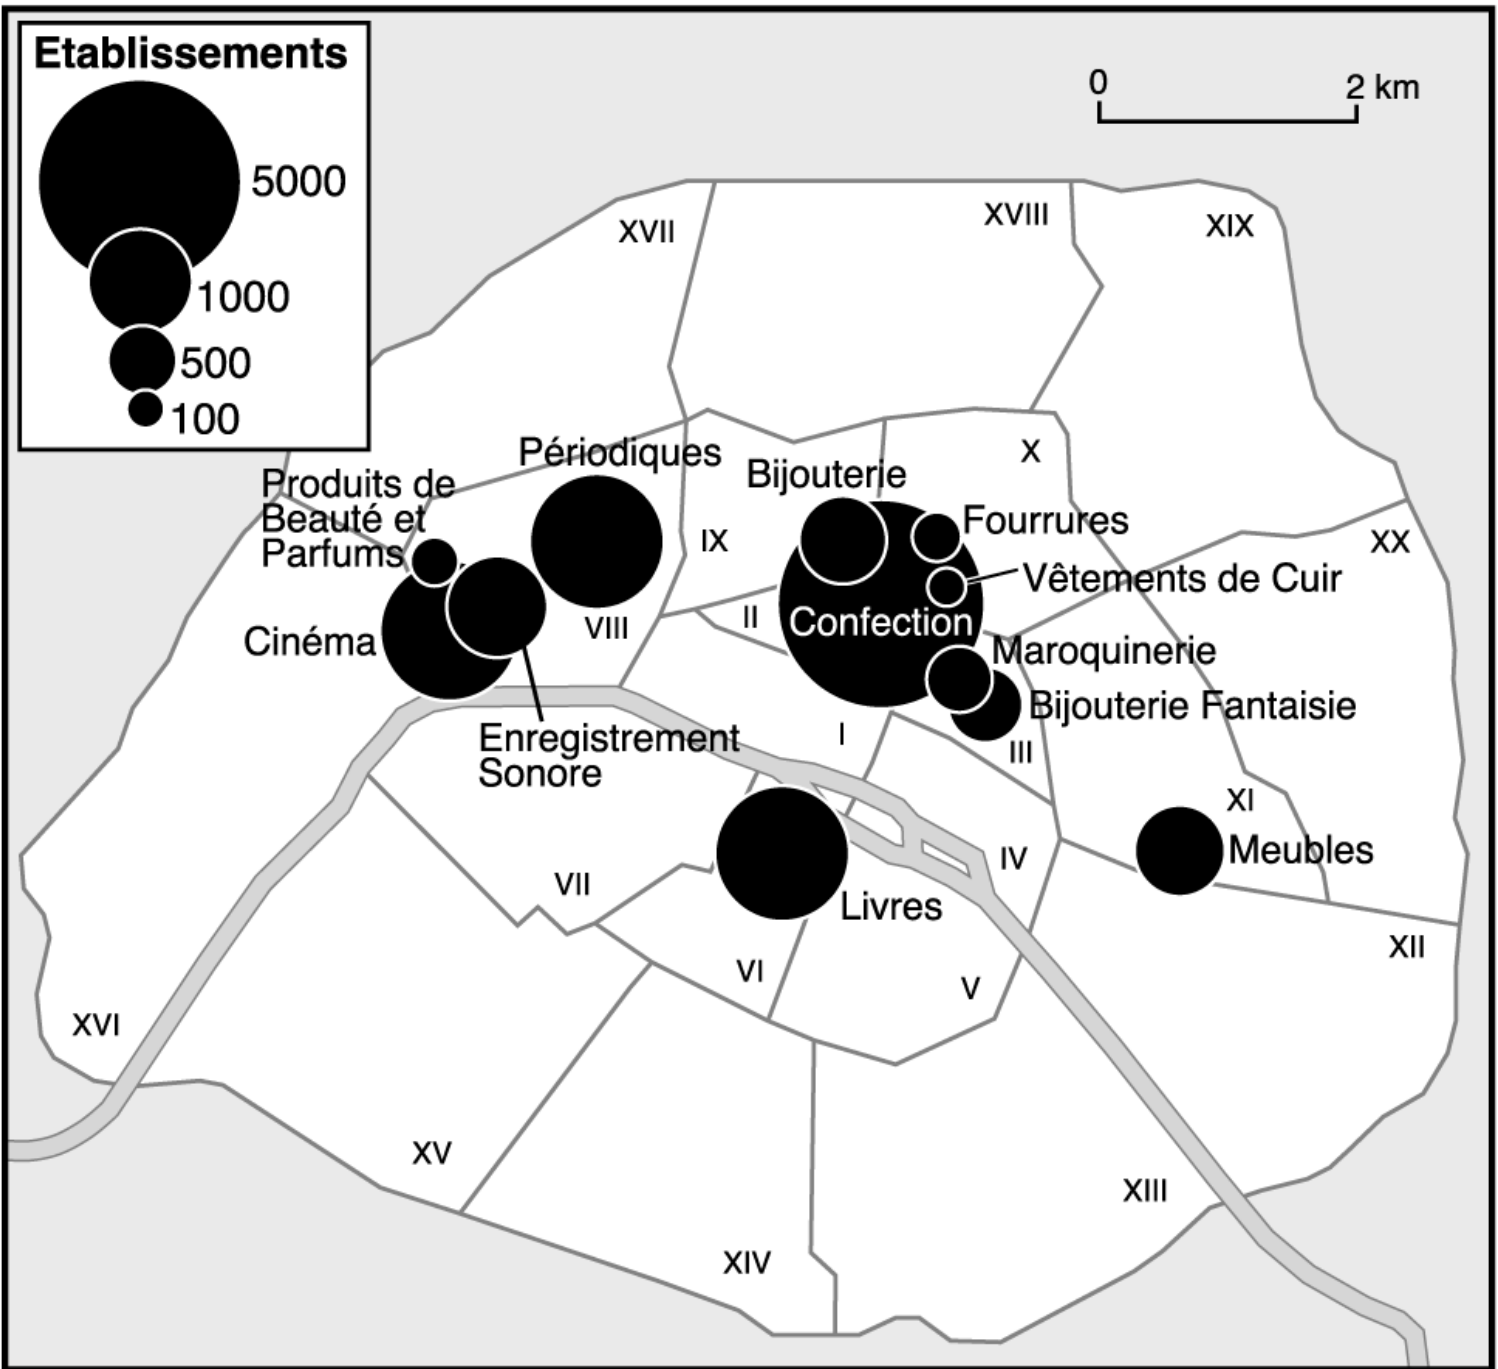 Etablissements
5000
1000
500
100
0
2 km
XVII
XVIII
XIX
X
XX
Périodiques
Bijouterie
Produits de
Beauté et
Parfums
IX
Fourrures
Vêtements de Cuir
II
VIII
Confection
Cinéma
Maroquinerie
Bijouterie Fantaisie
Enregistrement
Sonore
I
III
XI
Meubles
IV
VII
Livres
XII
VI
V
XVI
XV
XIII
XIV